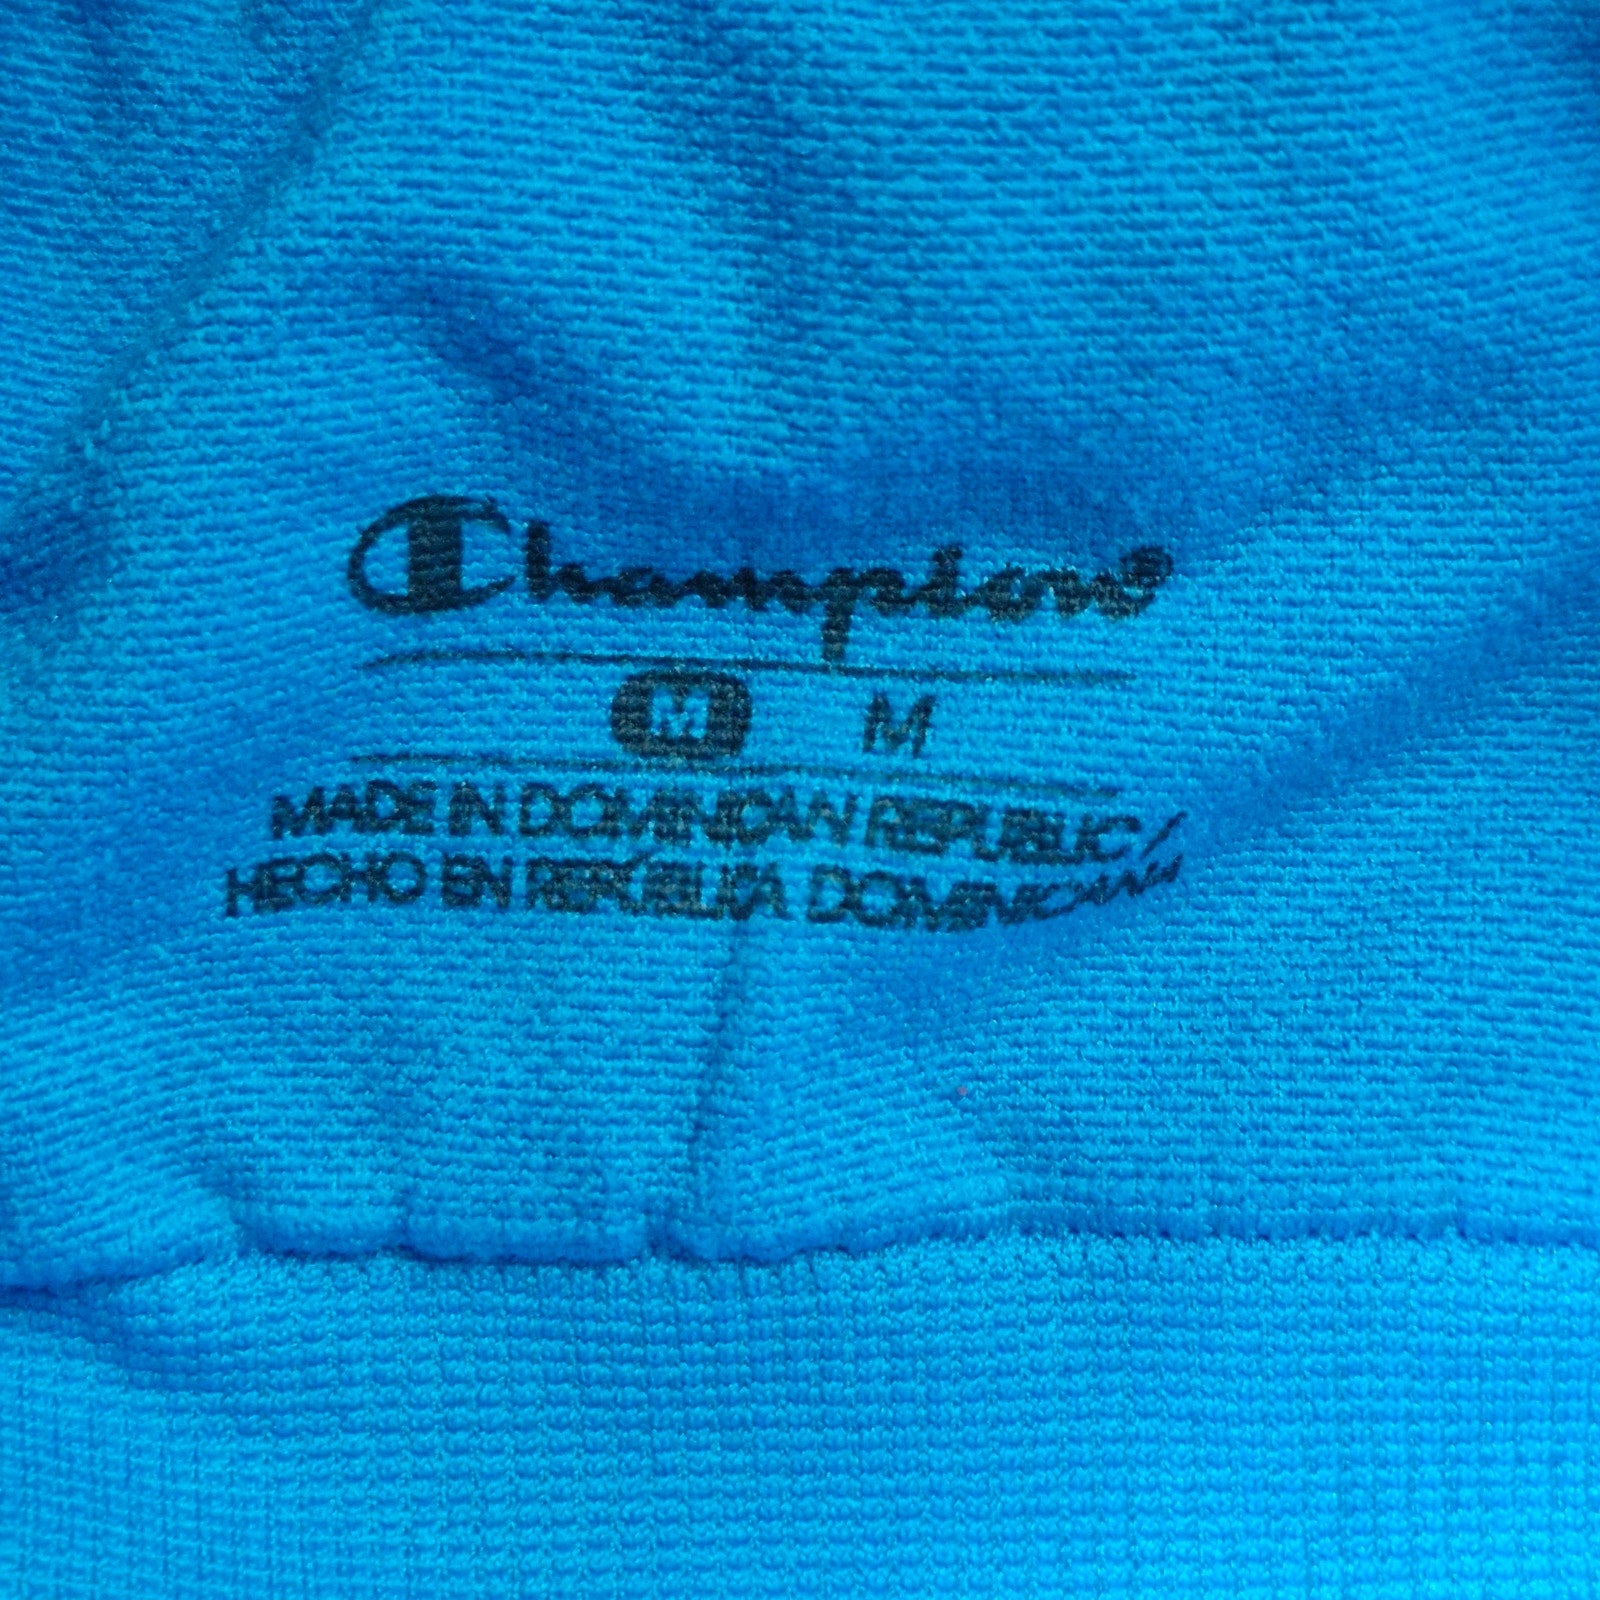 Champion®
M M
MADE IN DOMINICAN REPUBLIC /
HECHO EN REPÚBLICA DOMINICANA